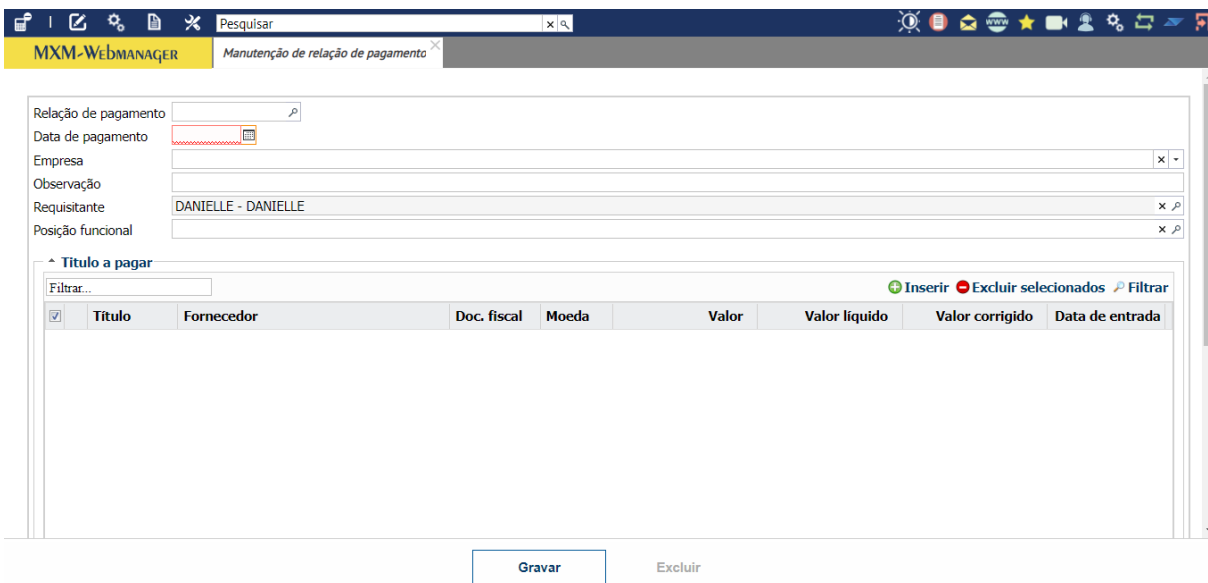 Pesquisar
www
MXM-WEBMANAGER Manutenção de relação de pagamento
Relação de pagamento
Data de pagamento
Empresa
Observação
Requisitante DANIELLE - DANIELLE
Posição funcional
Título a pagar
Filtrar... Inserir Excluir selecionados Filtrar
Título Fornecedor Doc. fiscal Moeda Valor Valor líquido Valor corrigido Data de entrada
Gravar Excluir